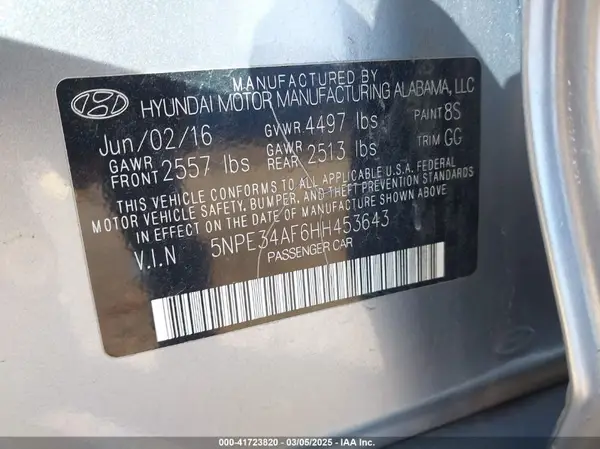 MANUFACTURED BY
HYUNDAI MOTOR MANUFACTURING ALABAMA, LLC
Jun/02/16 GVWR 4497 lbs PAINT 8S
GAWR FRONT 2557 lbs GAWR REAR 2513 lbs TRIM GG
THIS VEHICLE CONFORMS TO ALL APPLICABLE U.S.A. FEDERAL
MOTOR VEHICLE SAFETY, BUMPER, AND THEFT PREVENTION STANDARDS
IN EFFECT ON THE DATE OF MANUFACTURE SHOWN ABOVE.
V.I.N 5NPE34AF6HH453643
PASSENGER CAR
000-41723820 — 03/05/2025 — IAA Inc.